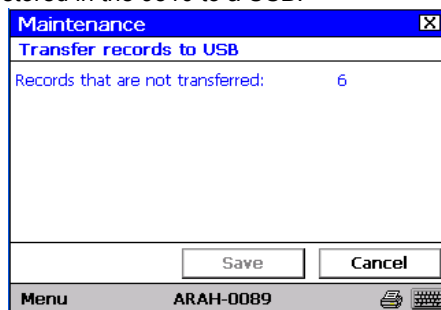 Maintenance X
Transfer records to USB
Records that are not transferred: 6
Save Cancel
Menu ARAH-0089